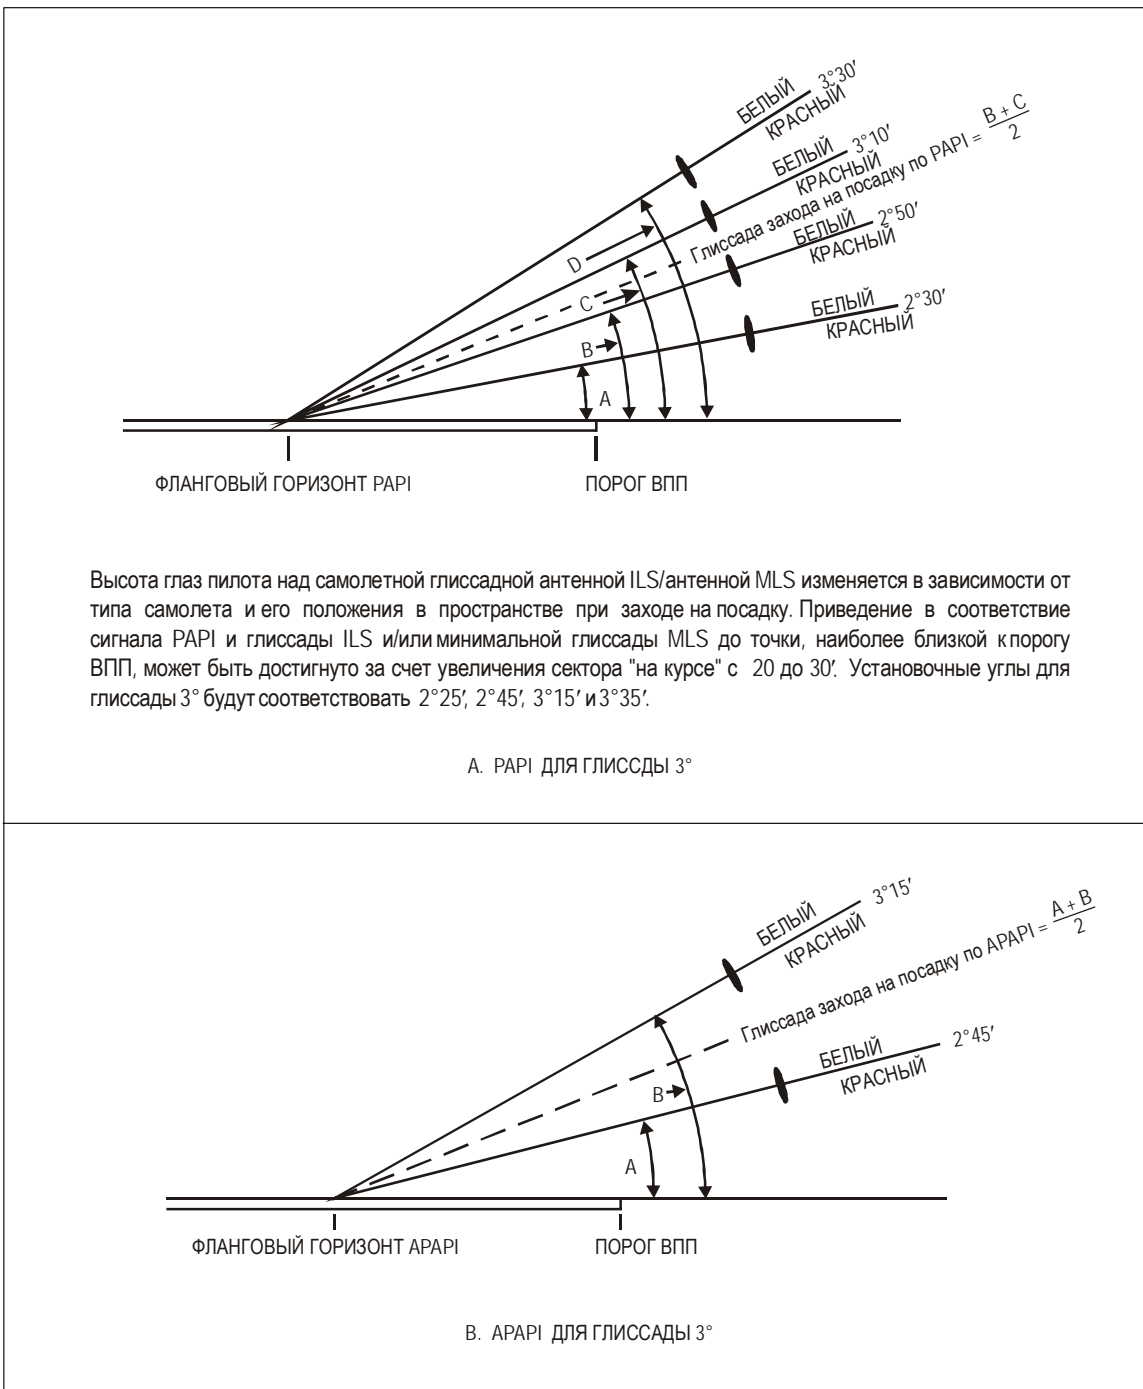 БЕЛЫЙ 3°30′
КРАСНЫЙ
БЕЛЫЙ 3°10′
КРАСНЫЙ
Глиссада захода на посадку по PAPI = B + C
2
БЕЛЫЙ 2°50′
КРАСНЫЙ
БЕЛЫЙ 2°30′
КРАСНЫЙ
D
C
B
A
ФЛАНГОВЫЙ ГОРИЗОНТ PAPI
ПОРОГ ВПП
Высота глаз пилота над самолетной глиссадной антенной ILS/антенной MLS изменяется в зависимости от
типа самолета и его положения в пространстве при заходе на посадку. Приведение в соответствие
сигнала PAPI и глиссады ILS и/или минимальной глиссады MLS до точки, наиболее близкой к порогу
ВПП, может быть достигнуто за счет увеличения сектора "на курсе" с 20 до 30′. Установочные углы для
глиссады 3° будут соответствовать 2°25′, 2°45′, 3°15′ и 3°35′.
A. PAPI ДЛЯ ГЛИССДЫ 3°
БЕЛЫЙ 3°15′
КРАСНЫЙ
Глиссада захода на посадку по APAPI = A + B
2
БЕЛЫЙ 2°45′
КРАСНЫЙ
B
A
ФЛАНГОВЫЙ ГОРИЗОНТ APAPI
ПОРОГ ВПП
B. APAPI ДЛЯ ГЛИССАДЫ 3°